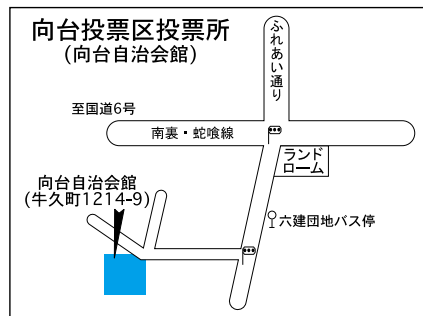 向台投票区投票所
(向台自治会館)
ふれあい通り
至国道6号
南裏・蛇喰線
ランド
ローム
向台自治会館
(牛久町1214-9)
六建団地バス停